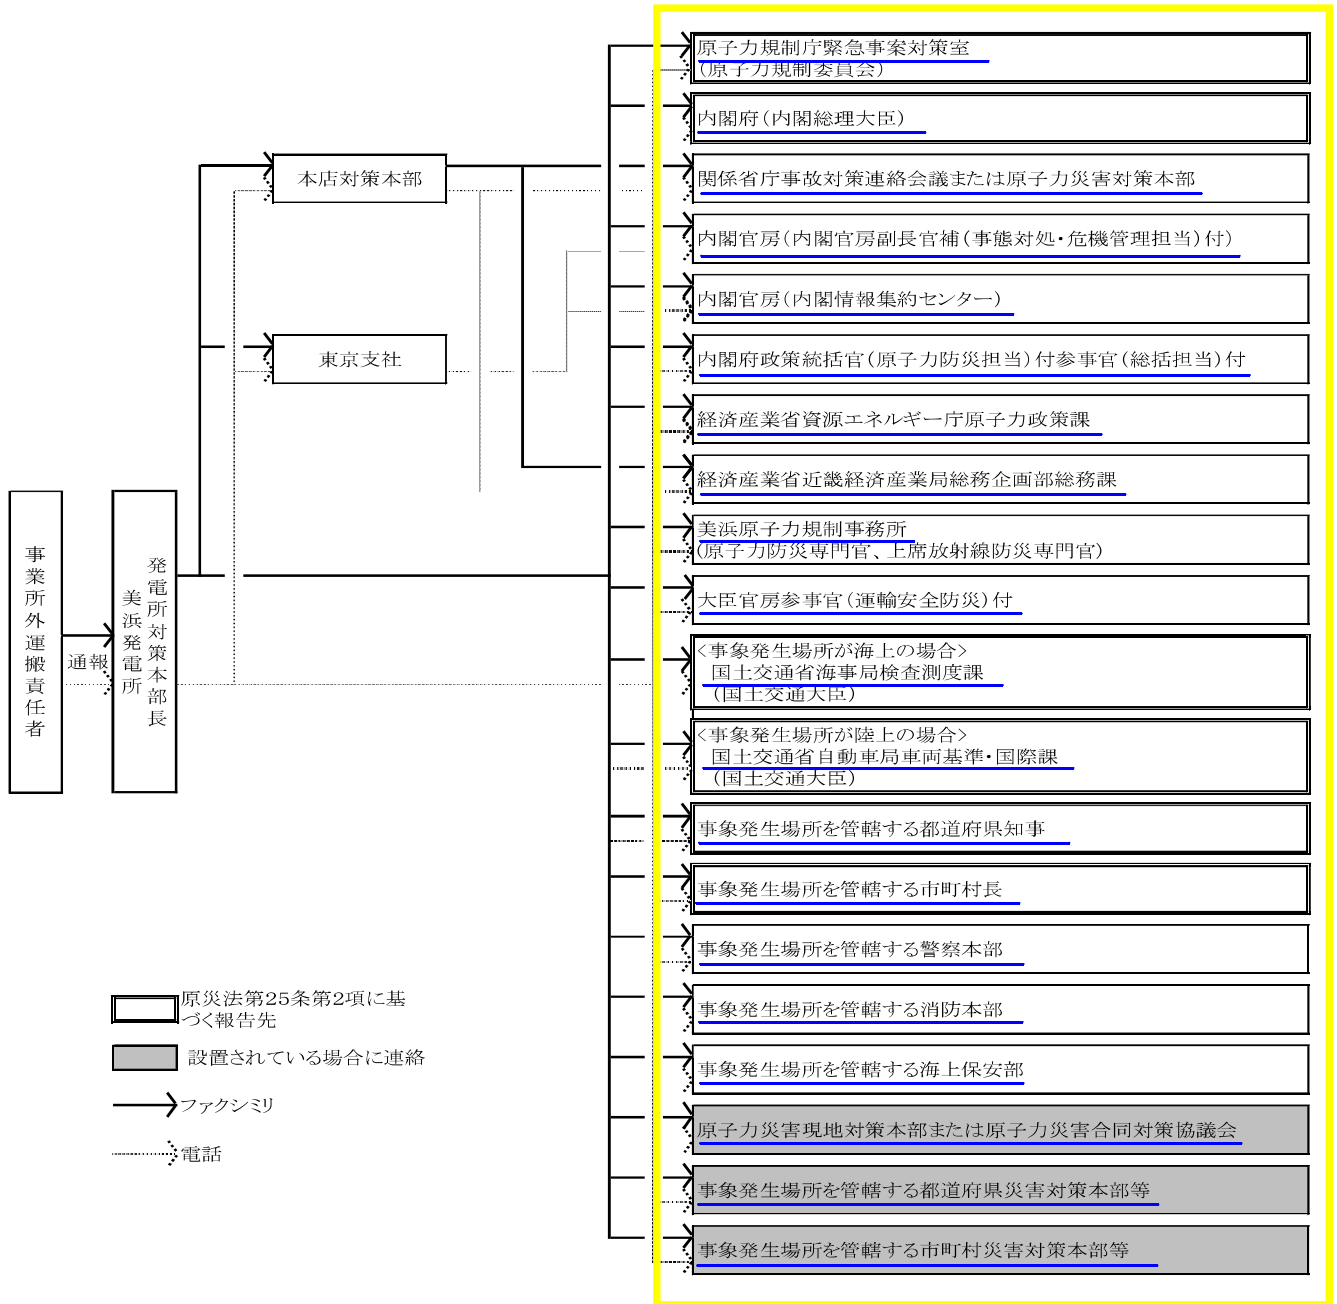 原子力規制庁緊急事案対策室
(原子力規制委員会)
内閣府(内閣総理大臣)
本店対策本部
関係省庁事故対策連絡会議または原子力災害対策本部
内閣官房(内閣官房副長官補(事態対処・危機管理担当)付)
内閣官房(内閣情報集約センター)
東京支社
内閣府政策統括官(原子力防災担当)付参事官(総括担当)付
経済産業省資源エネルギー庁原子力政策課
経済産業省近畿経済産業局総務企画部総務課
美浜原子力規制事務所
(原子力防災専門官、上席放射線防災専門官)
大臣官房参事官(運輸安全防災)付
事業所外運搬責任者
通報
発電所対策本部長
美浜発電所
<事象発生場所が海上の場合>
国土交通省海事局検査測度課
(国土交通大臣)
<事象発生場所が陸上の場合>
国土交通省自動車局車両基準・国際課
(国土交通大臣)
事象発生場所を管轄する都道府県知事
事象発生場所を管轄する市町村長
事象発生場所を管轄する警察本部
事象発生場所を管轄する消防本部
事象発生場所を管轄する海上保安部
原子力災害現地対策本部または原子力災害合同対策協議会
事象発生場所を管轄する都道府県災害対策本部等
事象発生場所を管轄する市町村災害対策本部等
原災法第25条第2項に基
づく報告先
設置されている場合に連絡
ファクシミリ
電話